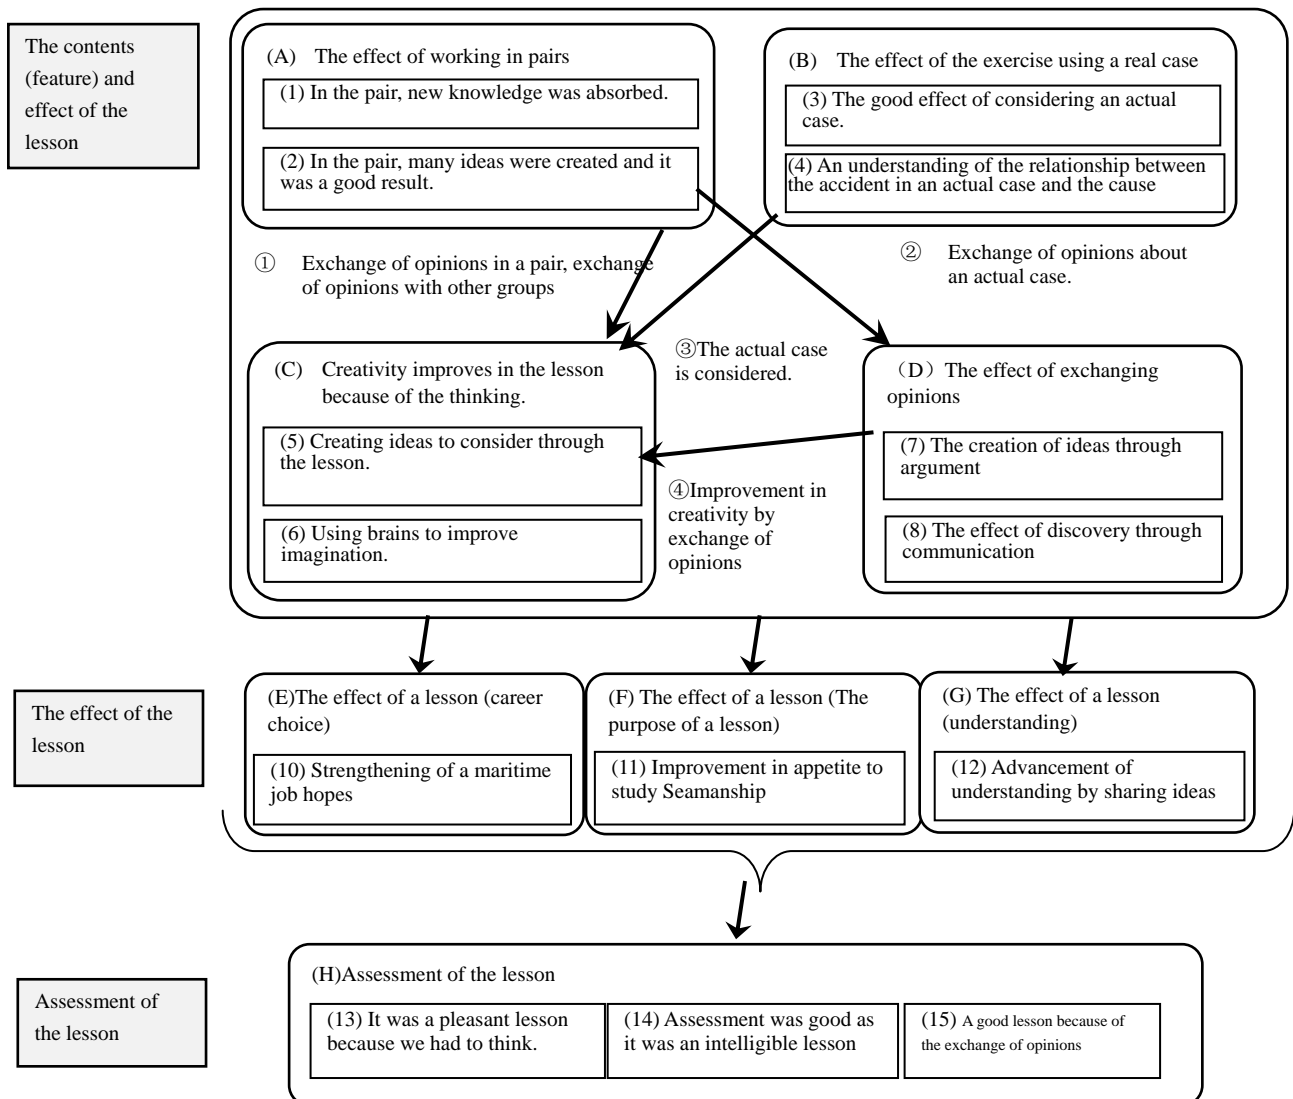 The contents
(feature) and
effect of the
lesson
(A) The effect of working in pairs
(1) In the pair, new knowledge was absorbed.
(2) In the pair, many ideas were created and it
was a good result.
(B) The effect of the exercise using a real case
(3) The good effect of considering an actual
case.
(4) An understanding of the relationship between
the accident in an actual case and the cause
① Exchange of opinions in a pair, exchange
of opinions with other groups
② Exchange of opinions about
an actual case.
③The actual case
is considered.
(C) Creativity improves in the lesson
because of the thinking.
(5) Creating ideas to consider through
the lesson.
(6) Using brains to improve
imagination.
④Improvement in
creativity by
exchange of
opinions
(D）The effect of exchanging
opinions
(7) The creation of ideas through
argument
(8) The effect of discovery through
communication
The effect of the
lesson
(E)The effect of a lesson (career
choice)
(10) Strengthening of a maritime
job hopes
(F) The effect of a lesson (The
purpose of a lesson)
(11) Improvement in appetite to
study Seamanship
(G) The effect of a lesson
(understanding)
(12) Advancement of
understanding by sharing ideas
Assessment of
the lesson
(H)Assessment of the lesson
(13) It was a pleasant lesson
because we had to think.
(14) Assessment was good as
it was an intelligible lesson
(15) A good lesson because of
the exchange of opinions